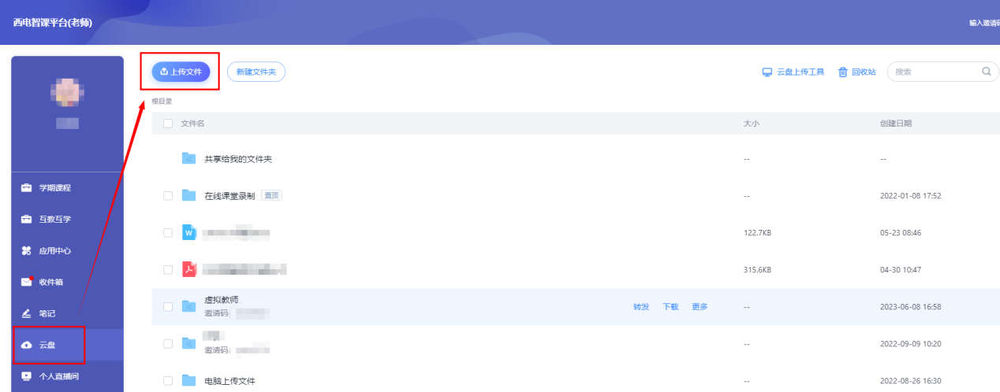 西电智课平台(老师)
输入邀请码
上传文件 新建文件夹 云盘上传工具 回收站 搜索
根目录
文件名 大小 创建日期
共享给我的文件夹 -- --
学期课程
在线课堂录制 置顶 -- 2022-01-08 17:52
互教互学
122.7KB 05-23 08:46
应用中心
315.6KB 04-30 10:47
收件箱
虚拟教师
邀请码: 转发 下载 更多 -- 2023-06-08 16:58
笔记
云盘
邀请码: -- 2022-09-09 10:20
个人直播间
电脑上传文件 -- 2022-08-26 16:30